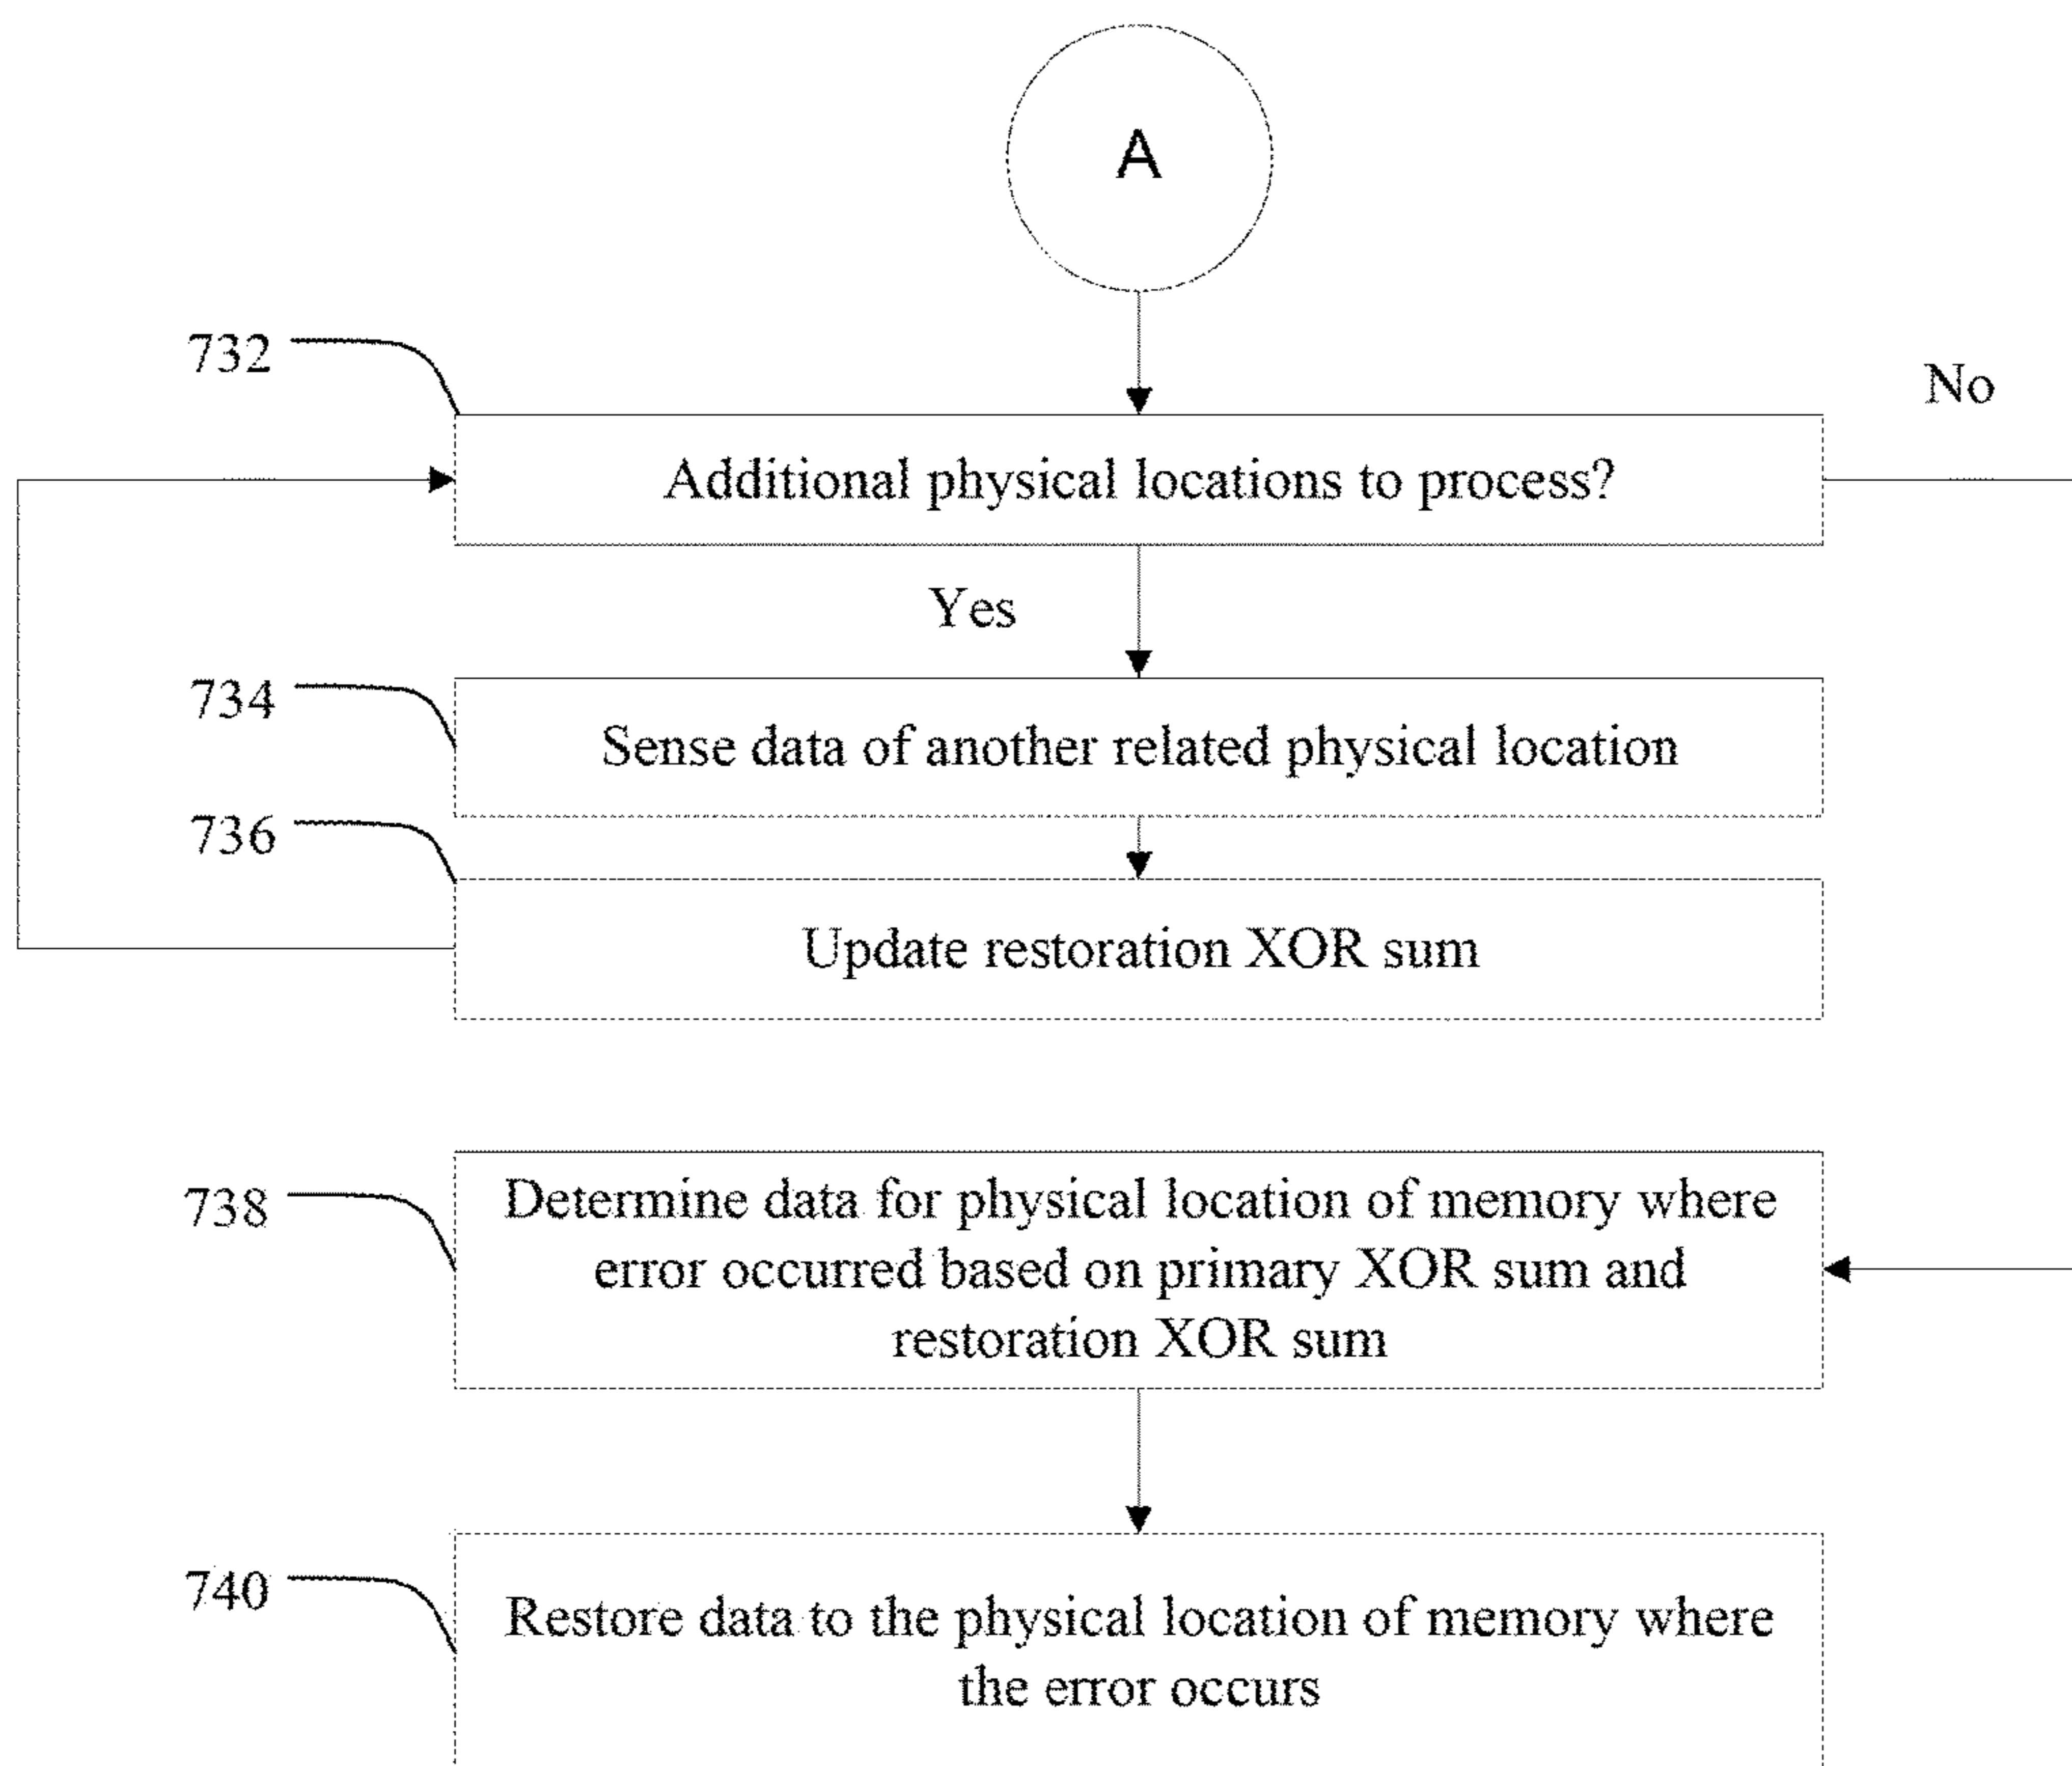 A
732
No
Additional physical locations to process?
Yes
734
Sense data of another related physical location
736
Update restoration XOR sum
738
Determine data for physical location of memory where
error occurred based on primary XOR sum and
restoration XOR sum
740
Restore data to the physical location of memory where
the error occurs